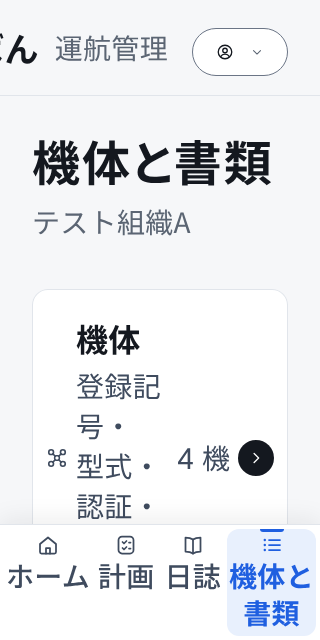 ん 運航管理
機体と書類
テスト組織A
機体
登録記
号・
型式・
認証・
4 機
ホーム 計画 日誌 機体と
書類